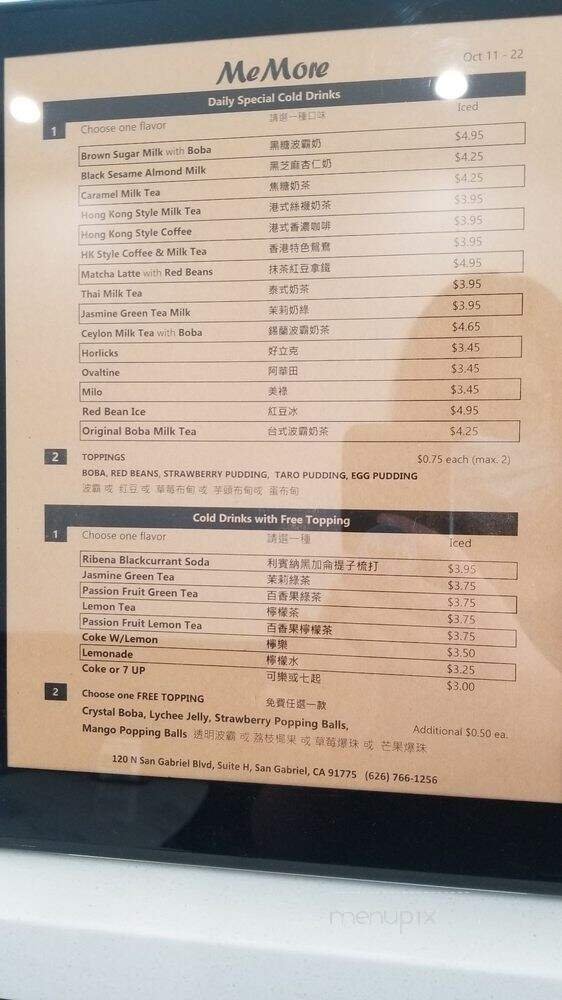 MeMore
Oct 11 - 22
Daily Special Cold Drinks
1 Choose one flavor 請選一種口味 Iced
Brown Sugar Milk with Boba 黑糖波霸奶 $4.95
Black Sesame Almond Milk 黑芝麻杏仁奶 $4.25
Caramel Milk Tea 焦糖奶茶 $4.25
Hong Kong Style Milk Tea 港式絲襪奶茶 $3.95
Hong Kong Style Coffee 港式香濃咖啡 $3.95
HK Style Coffee & Milk Tea 香港特色鴛鴦 $3.95
Matcha Latte with Red Beans 抹茶紅豆拿鐵 $4.95
Thai Milk Tea 泰式奶茶 $3.95
Jasmine Green Tea Milk 茉莉奶綠 $3.95
Ceylon Milk Tea with Boba 錫蘭波霸奶茶 $4.65
Horlicks 好立克 $3.45
Ovaltine 阿華田 $3.45
Milo 美祿 $3.45
Red Bean Ice 紅豆冰 $4.95
Original Boba Milk Tea 台式波霸奶茶 $4.25
2 TOPPINGS $0.75 each (max. 2)
BOBA, RED BEANS, STRAWBERRY PUDDING, TARO PUDDING, EGG PUDDING
波霸 或 紅豆 或 草莓布甸 或 芋頭布甸或 蛋布甸
Cold Drinks with Free Topping
1 Choose one flavor 請選一種 Iced
Ribena Blackcurrant Soda 利賓納黑加侖提子梳打 $3.95
Jasmine Green Tea 茉莉綠茶 $3.75
Passion Fruit Green Tea 百香果綠茶 $3.75
Lemon Tea 檸檬茶 $3.75
Passion Fruit Lemon Tea 百香果檸檬茶 $3.75
Coke W/Lemon 檸樂 $3.50
Lemonade 檸檬水 $3.25
Coke or 7 UP 可樂或七起 $3.00
2 Choose one FREE TOPPING 免費任選一款
Crystal Boba, Lychee Jelly, Strawberry Popping Balls, Additional $0.50 ea.
Mango Popping Balls 透明波霸 或 荔枝椰果 或 草莓爆珠 或 芒果爆珠
120 N San Gabriel Blvd, Suite H, San Gabriel, CA 91775 (626) 766-1256
menupix